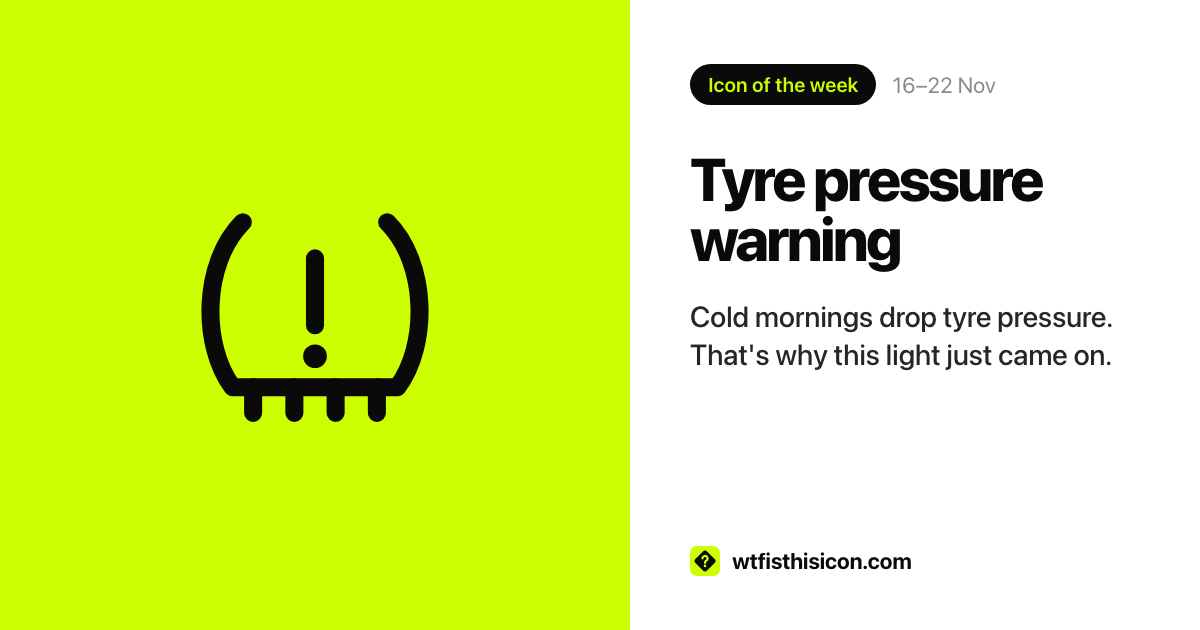 Icon of the week
16–22 Nov
Tyre pressure
warning
Cold mornings drop tyre pressure.
That's why this light just came on.
wtfisthisicon.com